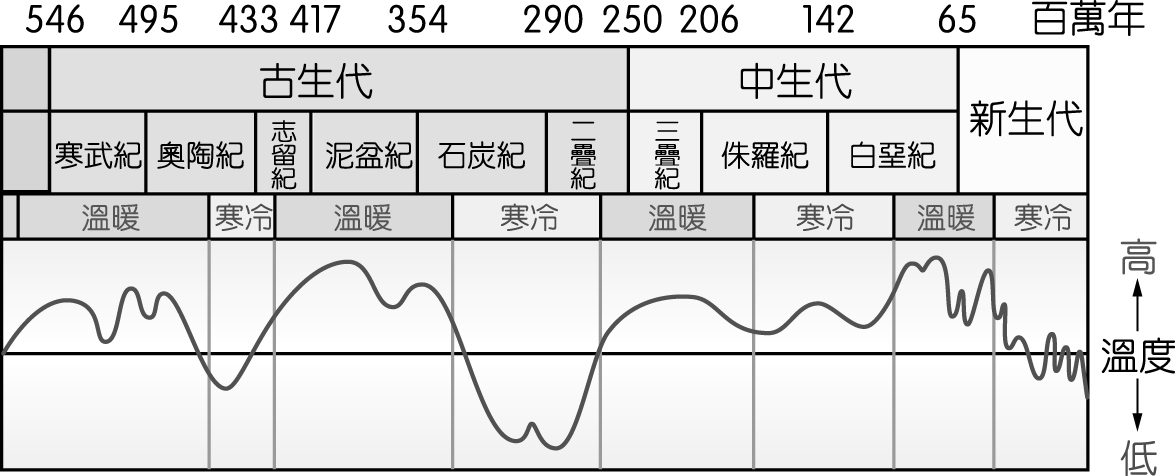 546 495 433 417 354 290 250 206 142 65 百萬年
古生代 中生代 新生代
寒武紀 奧陶紀 志留紀 泥盆紀 石炭紀 二疊紀 三疊紀 侏羅紀 白堊紀
溫暖 寒冷 溫暖 寒冷 溫暖 寒冷 溫暖 寒冷
高
溫度
低